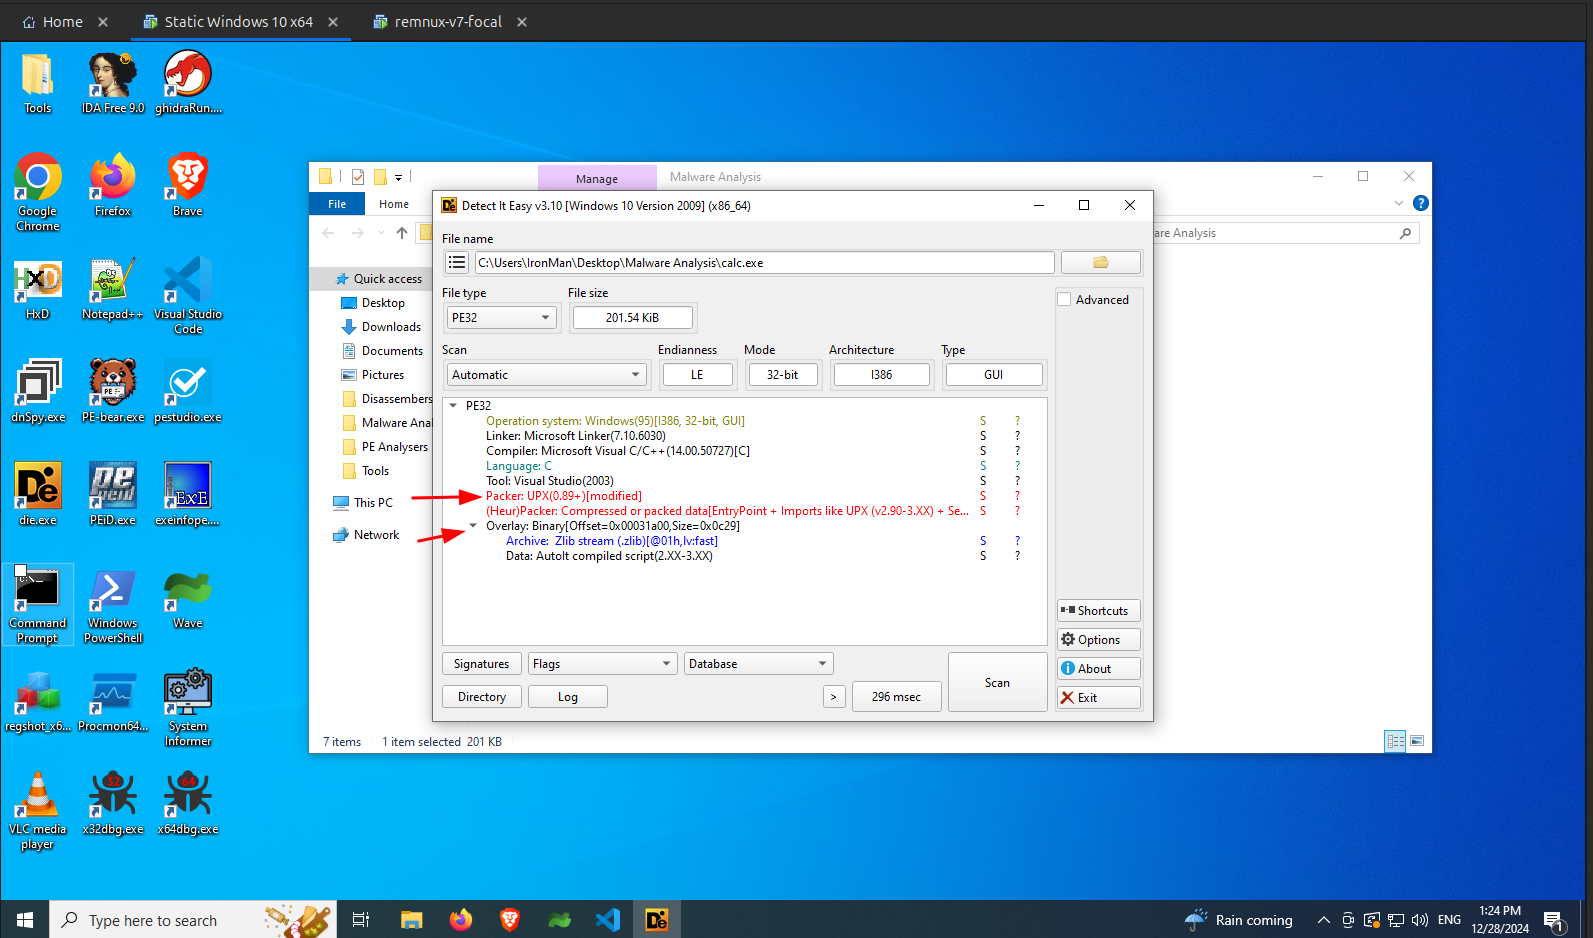 Home
Static Windows 10 x64
remnux-v7-focal
Tools
IDA Free 9.0
ghidraRun....
Google
Chrome
Firefox
Brave
HxD
Notepad++
Visual Studio
Code
dnSpy.exe
PE-bear.exe
pestudio.exe
die.exe
PEiD.exe
exeinfope....
Command
Prompt
Windows
PowerShell
Wave
regshot_x6...
Procmon64...
System
Informer
VLC media
player
x32dbg.exe
x64dbg.exe
Manage
Malware Analysis
File
Home
are Analysis
Quick access
Desktop
Downloads
Documents
Pictures
Disassembers
Malware Anal
PE Analysers
Tools
This PC
Network
7 items
1 item selected 201 KB
Detect It Easy v3.10 [Windows 10 Version 2009] (x86_64)
File name
C:\Users\IronMan\Desktop\Malware Analysis\calc.exe
File type
File size
PE32
201.54 KiB
Advanced
Scan
Endianness
Mode
Architecture
Type
Automatic
LE
32-bit
I386
GUI
PE32
Operation system: Windows(95)[I386, 32-bit, GUI] S ?
Linker: Microsoft Linker(7.10.6030) S ?
Compiler: Microsoft Visual C/C++(14.00.50727)[C] S ?
Language: C S ?
Tool: Visual Studio(2003) S ?
Packer: UPX(0.89+)[modified] S ?
(Heur)Packer: Compressed or packed data[EntryPoint + Imports like UPX (v2.90-3.XX) + Se... S ?
Overlay: Binary[Offset=0x00031a00,Size=0x0c29]
Archive: Zlib stream (.zlib)[@01h,lv:fast] S ?
Data: AutoIt compiled script(2.XX-3.XX) S ?
Shortcuts
Options
About
Exit
Signatures
Flags
Database
Scan
Directory
Log
>
296 msec
Type here to search
Rain coming
ENG
1:24 PM
12/28/2024
1